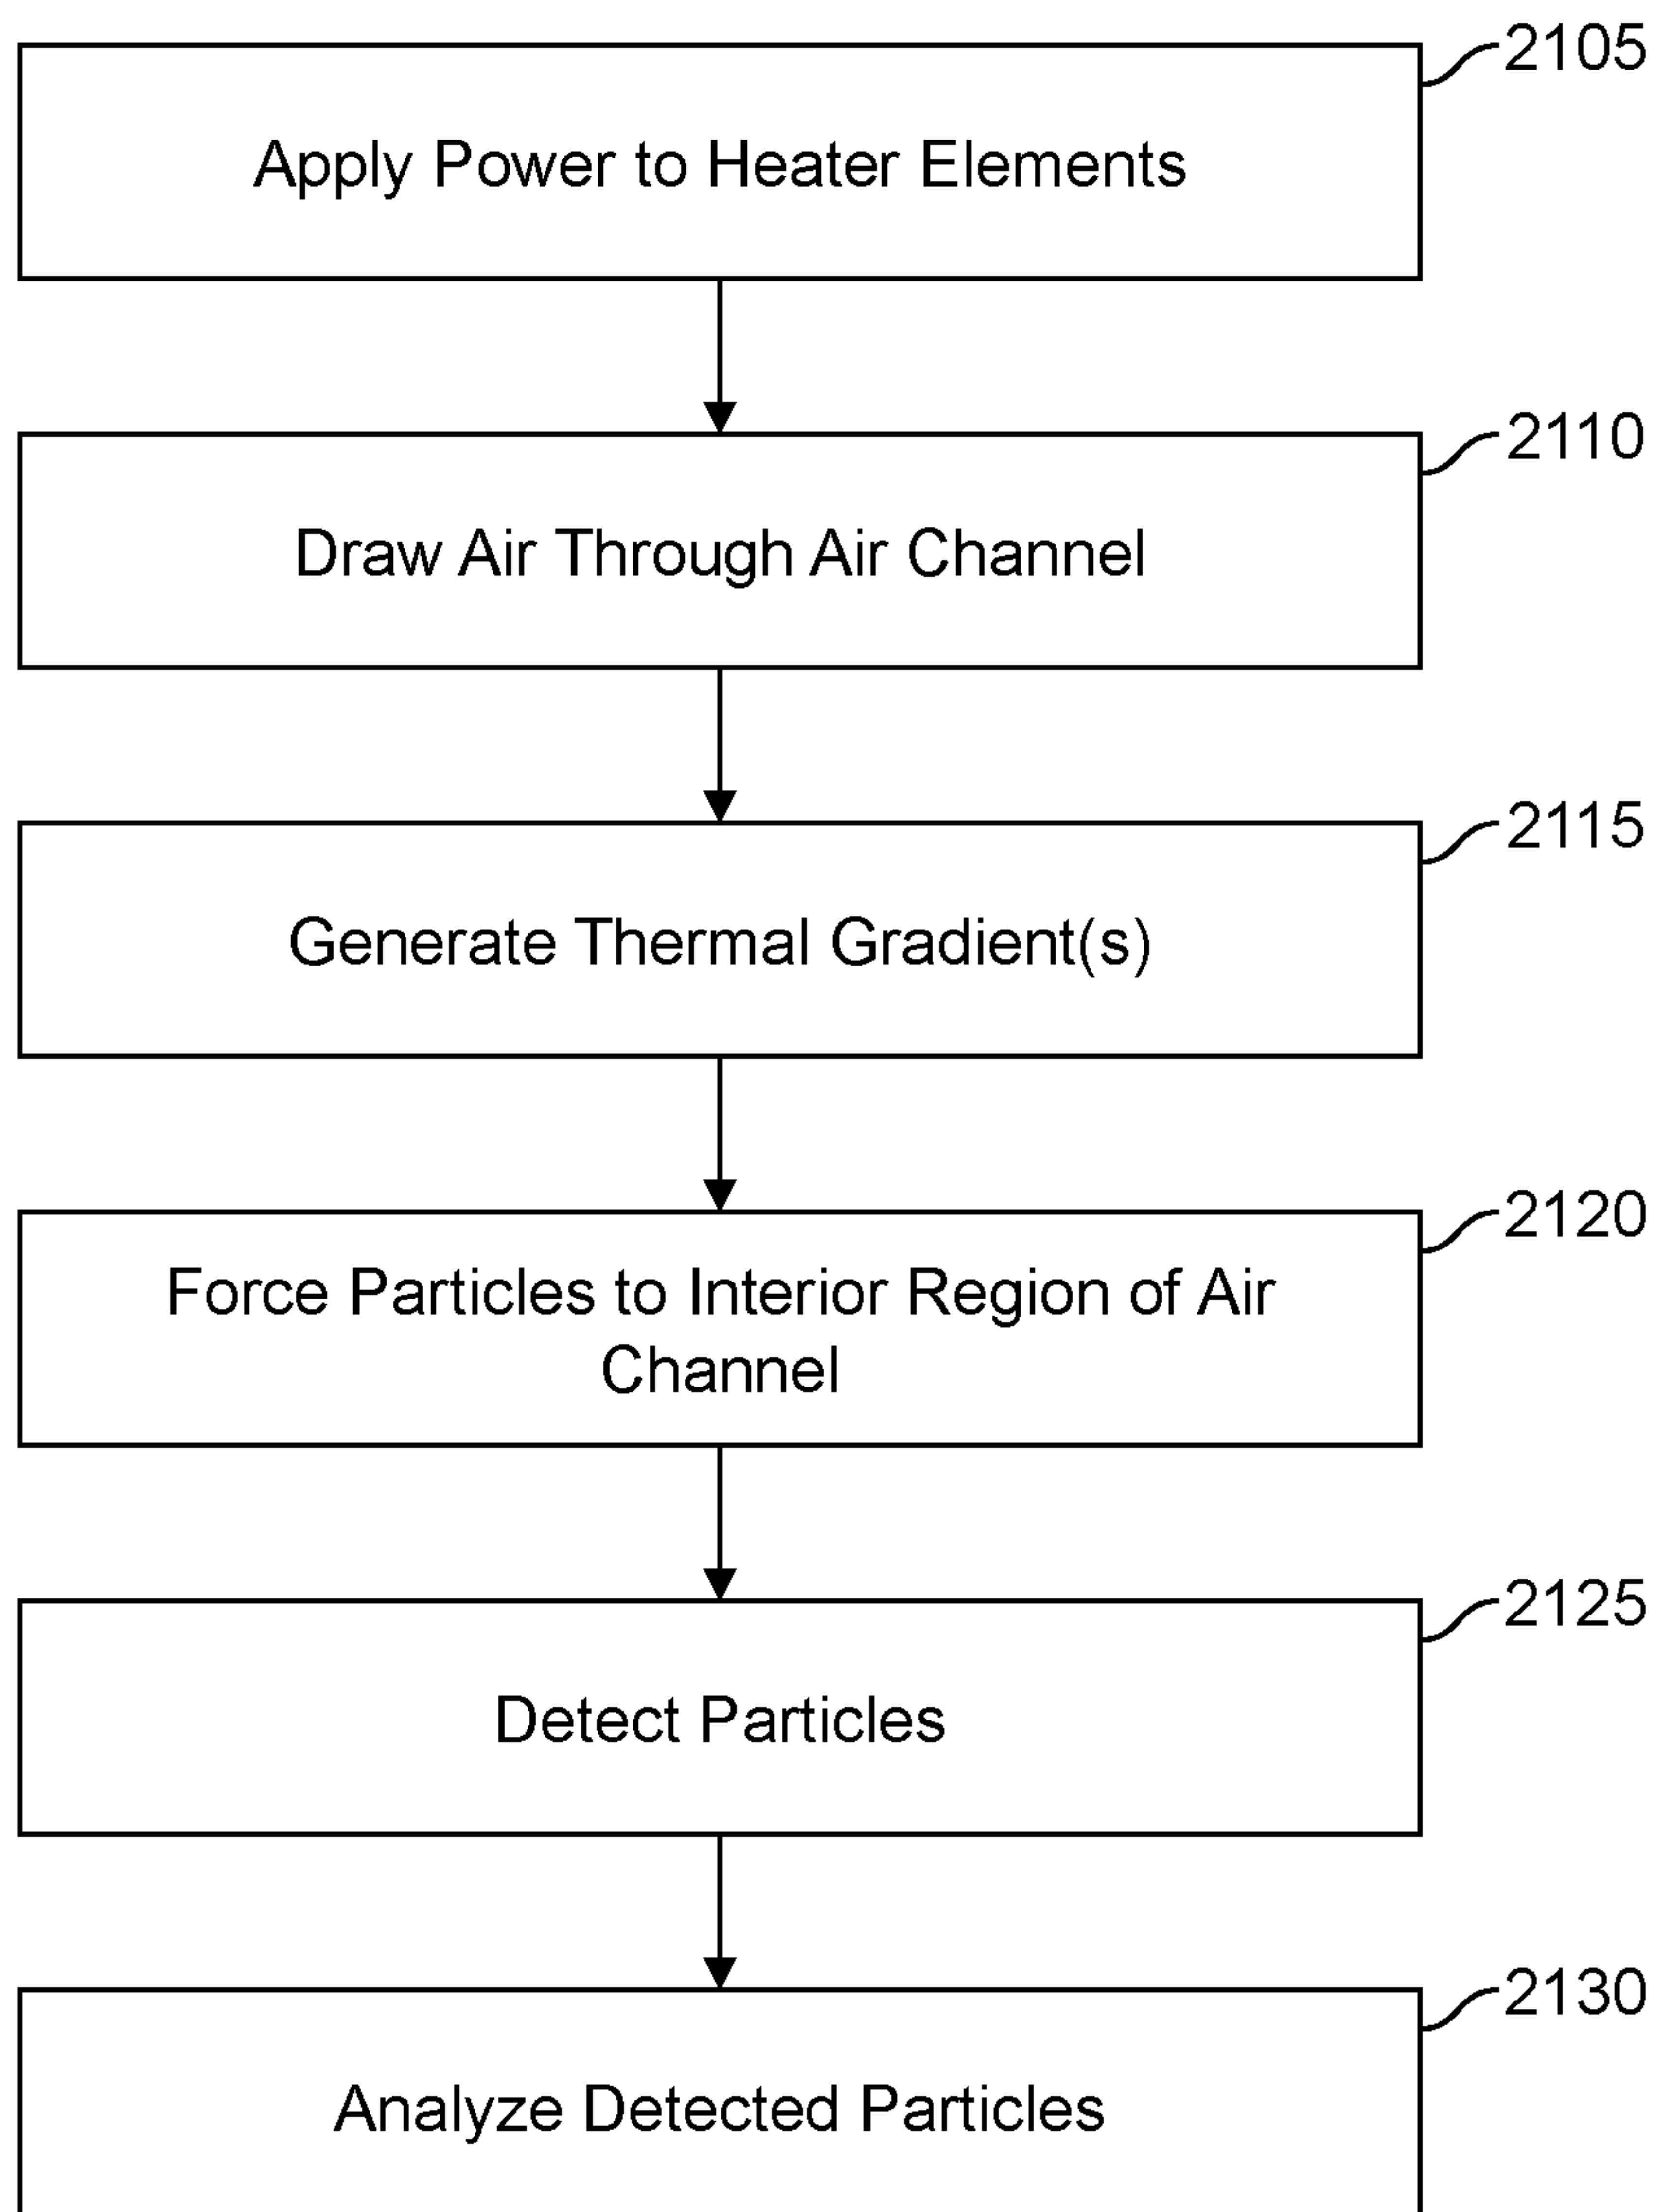 2105
Apply Power to Heater Elements
2110
Draw Air Through Air Channel
2115
Generate Thermal Gradient(s)
2120
Force Particles to Interior Region of Air
Channel
2125
Detect Particles
2130
Analyze Detected Particles